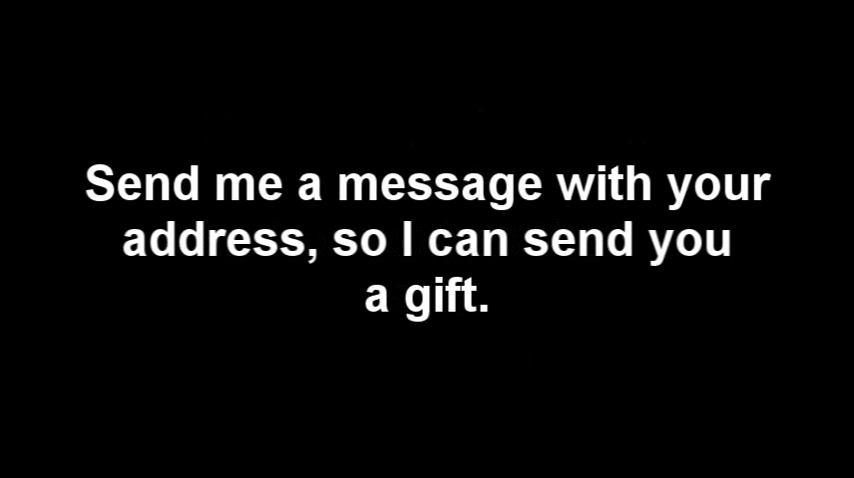 Send me a message with your
address, so I can send you
a gift.